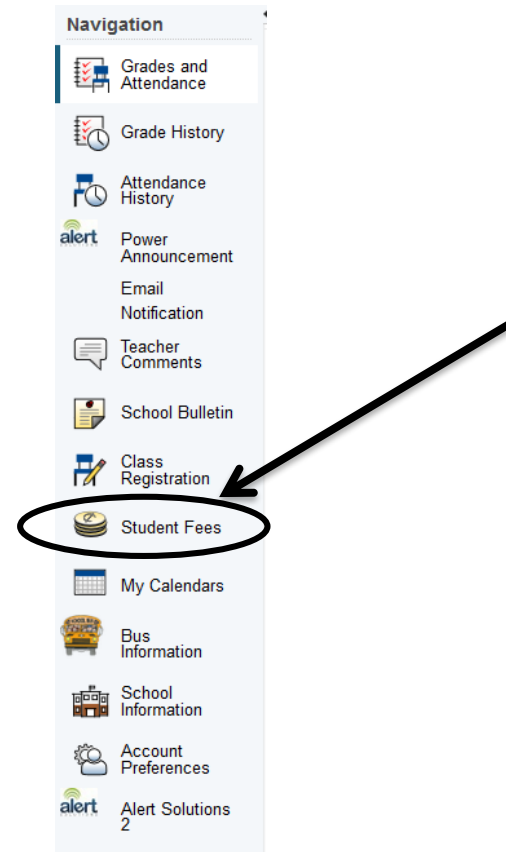 Navigation
Grades and
Attendance
Grade History
Attendance
History
alert
Power
Announcement
Email
Notification
Teacher
Comments
School Bulletin
Class
Registration
Student Fees
My Calendars
Bus
Information
School
Information
Account
Preferences
alert
Alert Solutions
2